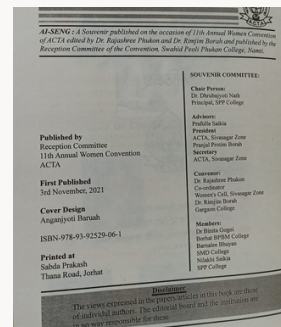 AI-SENG : A Souvenir published on the occasion of 11th Annual Women Convention
of ACTA edited by Dr. Rajashree Phukan and Dr. Rimjim Borah and published by the
Reception Committee of the Convention, Swahid Peoli Phukan College, Namti.
Published by
Reception Committee
11th Annual Women Convention
ACTA
First Published
3rd November, 2021
Cover Design
Anganjyoti Baruah
ISBN-978-93-92529-06-1
Printed at
Sabda Prakash
Thana Road, Jorhat
SOUVENIR COMMITTEE:
Chair Person:
Dr. Dhrubajyoti Nath
Principal, SPP College
Advisors:
Prafulla Saikia
President
ACTA, Sivasagar Zone
Pranjal Protim Borah
Secretary
ACTA, Sivasagar Zone
Convenor:
Dr. Rajashree Phukan
Co-ordinator
Women's Cell, Sivasagar Zone
Dr. Rimjim Borah
Gargaon College
Members:
Dr Binita Gogoi
Borhat BPBM College
Barnalee Bhuyan
SMD College
Nilakhi Saikia
SPP College
Disclaimer
The views expressed in the papers/articles in this book are those
of individual authors. The editorial board and the institution are
in no way responsible for them.